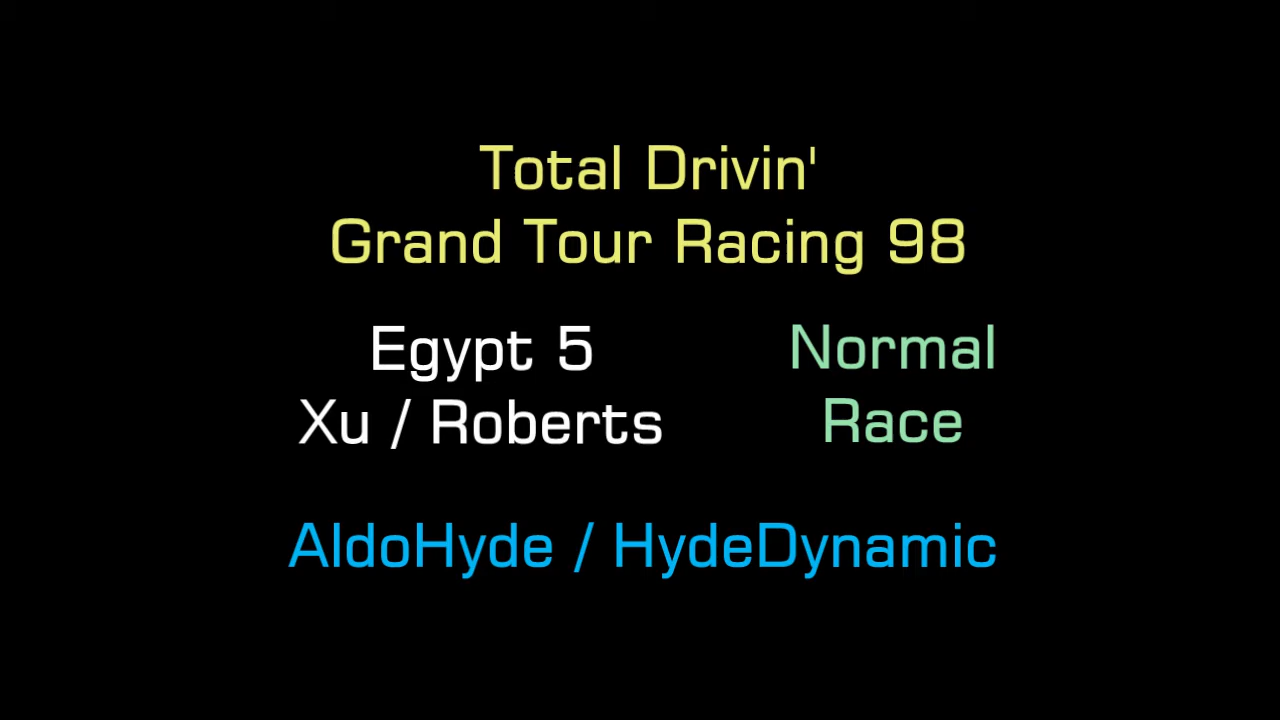 Total Drivin'
Grand Tour Racing 98
Egypt 5
Xu / Roberts
Normal
Race
AldoHyde / HydeDynamic